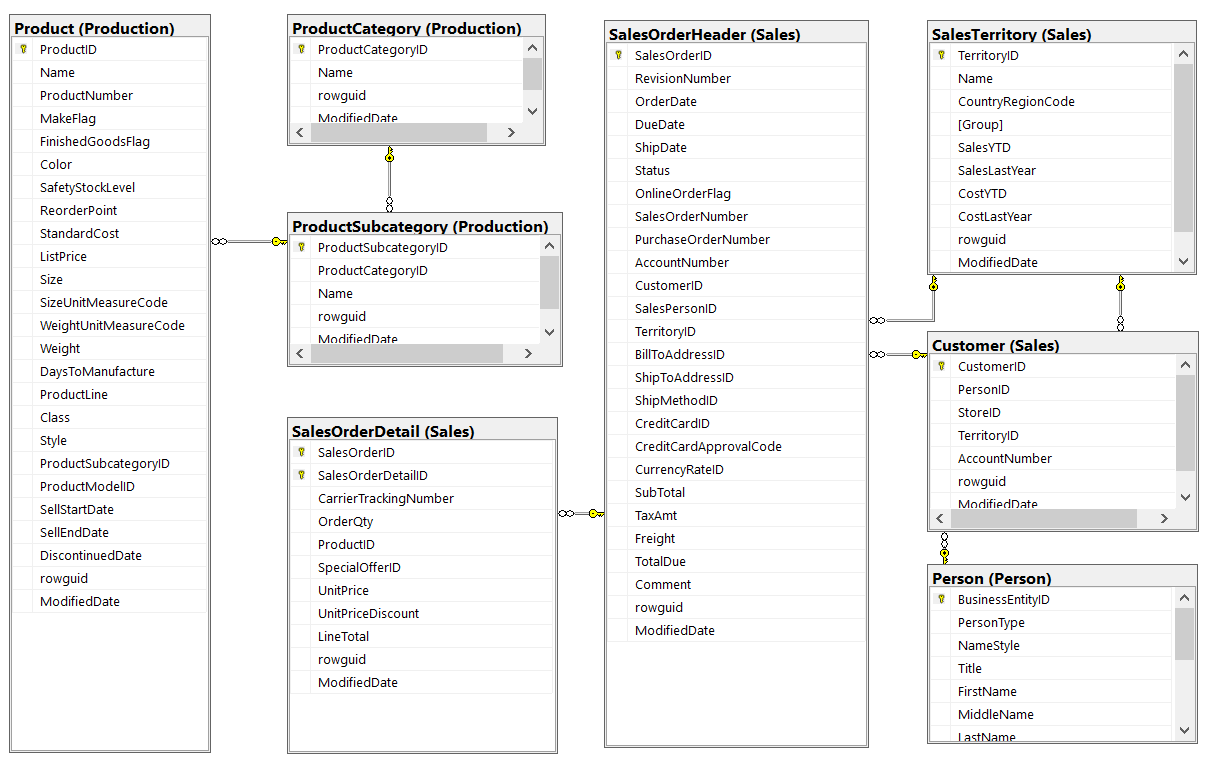 Product (Production)
ProductID
Name
ProductNumber
MakeFlag
FinishedGoodsFlag
Color
SafetyStockLevel
ReorderPoint
StandardCost
ListPrice
Size
SizeUnitMeasureCode
WeightUnitMeasureCode
Weight
DaysToManufacture
ProductLine
Class
Style
ProductSubcategoryID
ProductModelID
SellStartDate
SellEndDate
DiscontinuedDate
rowguid
ModifiedDate
ProductCategory (Production)
ProductCategoryID
Name
rowguid
ModifiedDate
ProductSubcategory (Production)
ProductSubcategoryID
ProductCategoryID
Name
rowguid
ModifiedDate
SalesOrderDetail (Sales)
SalesOrderID
SalesOrderDetailID
CarrierTrackingNumber
OrderQty
ProductID
SpecialOfferID
UnitPrice
UnitPriceDiscount
LineTotal
rowguid
ModifiedDate
SalesOrderHeader (Sales)
SalesOrderID
RevisionNumber
OrderDate
DueDate
ShipDate
Status
OnlineOrderFlag
SalesOrderNumber
PurchaseOrderNumber
AccountNumber
CustomerID
SalesPersonID
TerritoryID
BillToAddressID
ShipToAddressID
ShipMethodID
CreditCardID
CreditCardApprovalCode
CurrencyRateID
SubTotal
TaxAmt
Freight
TotalDue
Comment
rowguid
ModifiedDate
SalesTerritory (Sales)
TerritoryID
Name
CountryRegionCode
[Group]
SalesYTD
SalesLastYear
CostYTD
CostLastYear
rowguid
ModifiedDate
Customer (Sales)
CustomerID
PersonID
StoreID
TerritoryID
AccountNumber
rowguid
ModifiedDate
Person (Person)
BusinessEntityID
PersonType
NameStyle
Title
FirstName
MiddleName
LastName